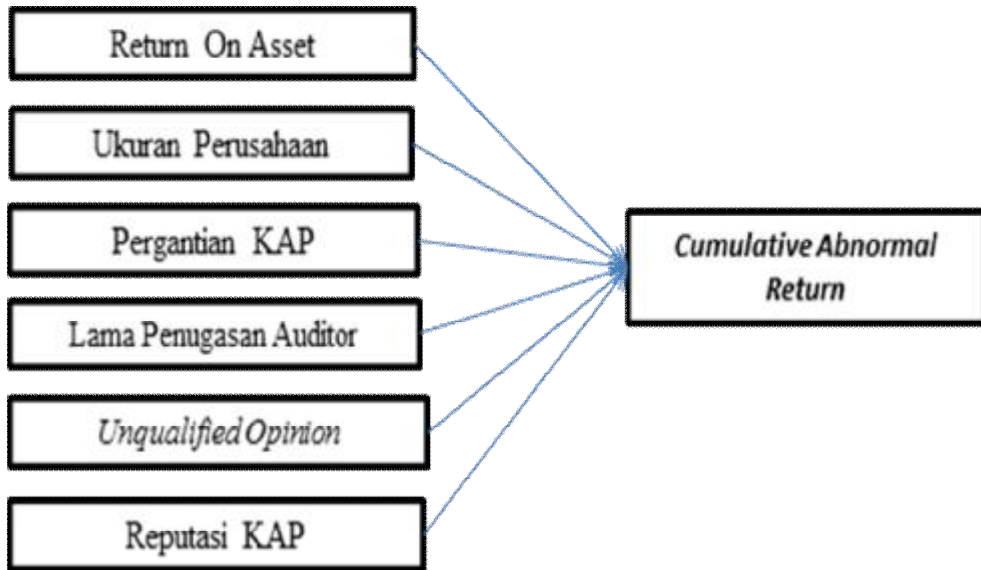 Return On Asset
Ukuran Perusahaan
Pergantian KAP
Lama Penugasan Auditor
Unqualified Opinion
Reputasi KAP
Cumulative Abnormal
Return